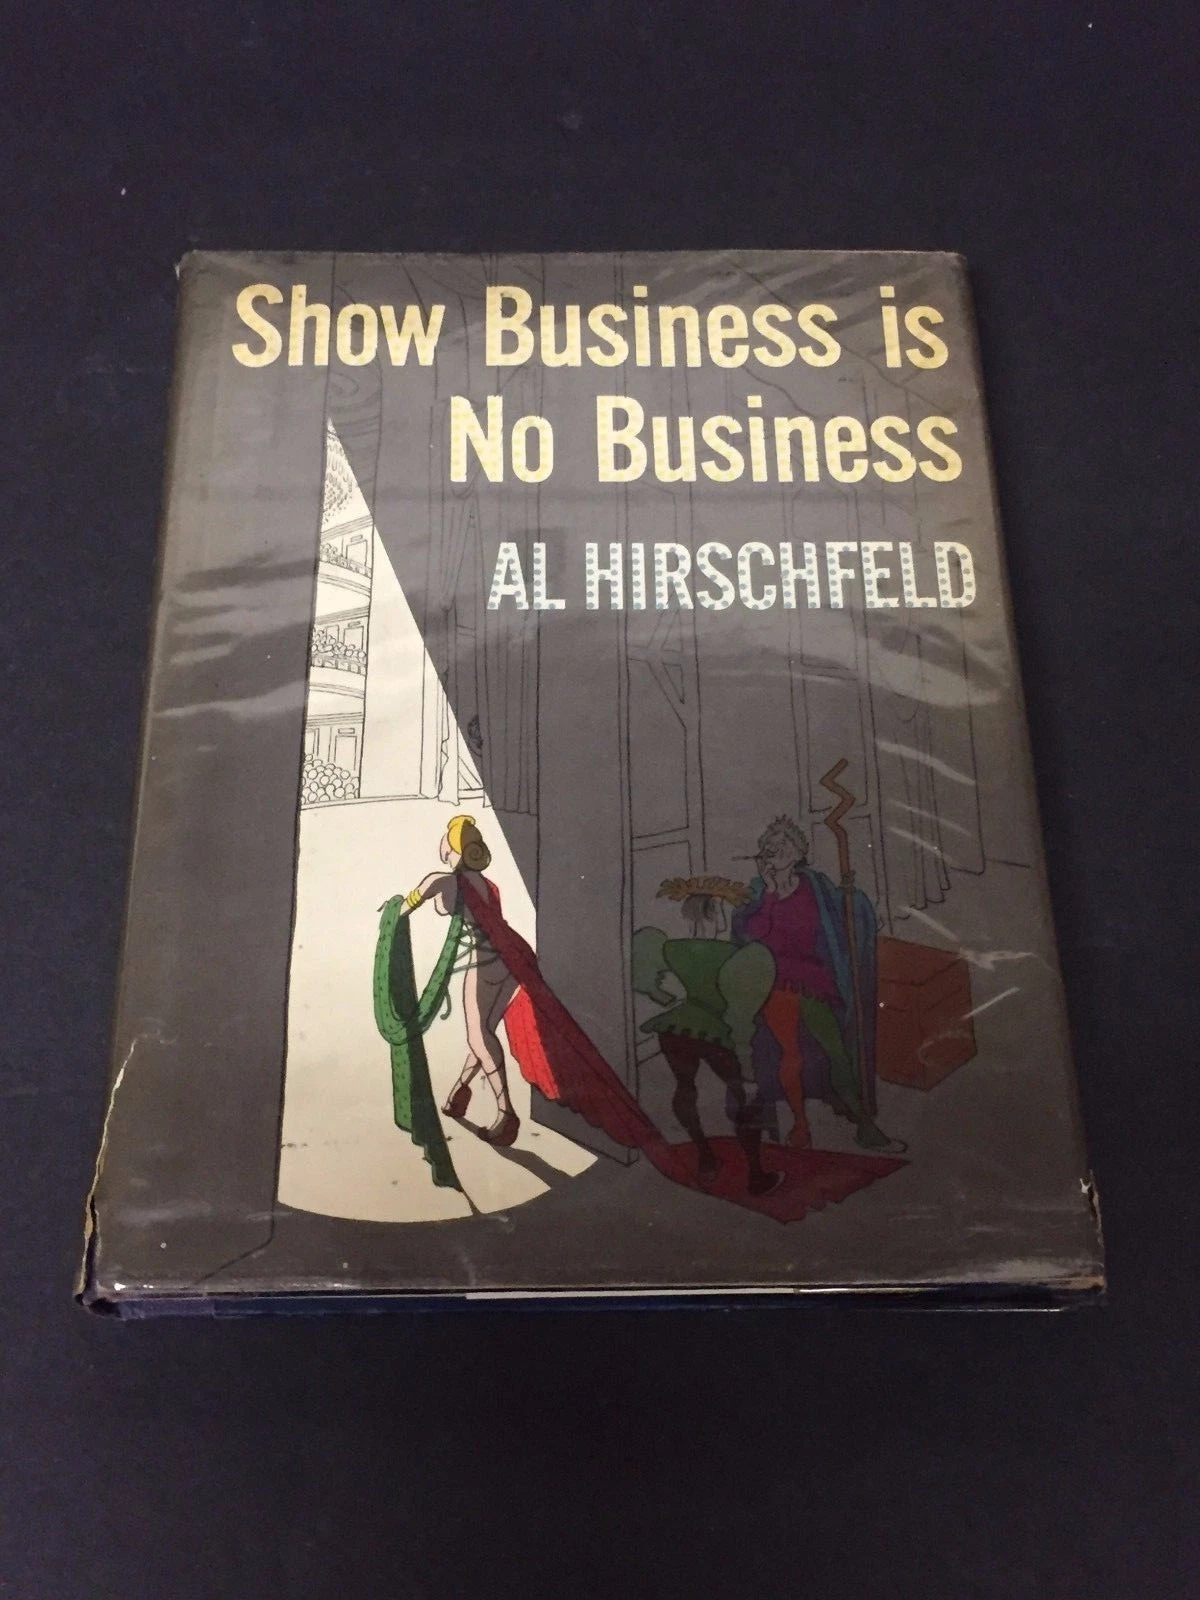 Show Business is
No Business
AL HIRSCHFELD